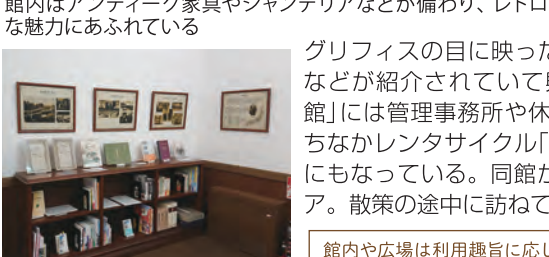 館内はアンティーク家具やシャンデリアなどが備わり、レトロ
な魅力にあふれている
グリフィスの目に映った
などが紹介されていて
館」には管理事務所や休
ちなかレンタサイクル「
にもなっている。同館が
ア。散策の途中に訪ねて
館内や広場は利用趣旨に応じ